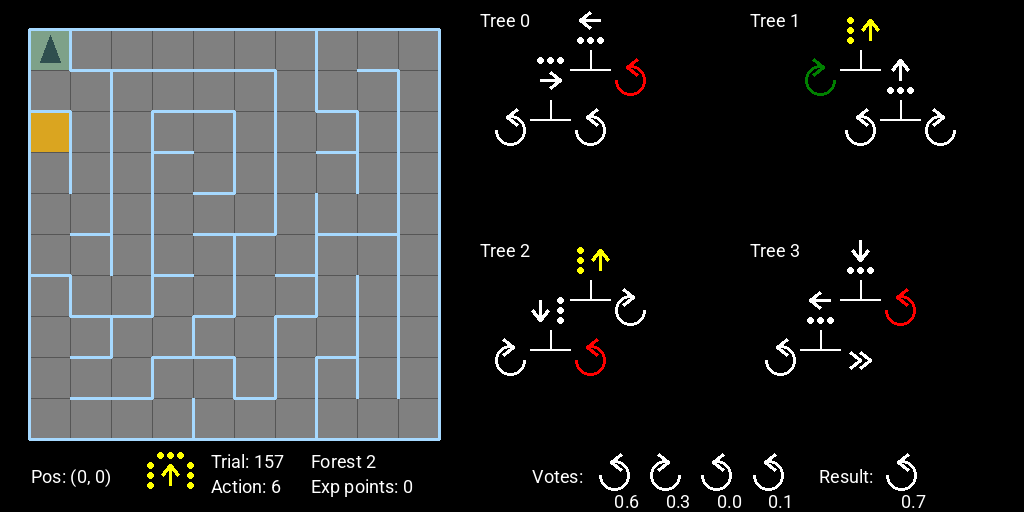 Tree 0
Tree 1
Tree 2
Tree 3
Pos: (0, 0)
Trial: 157
Forest 2
Action: 6
Exp points: 0
Votes:
0.6
0.3
0.0
0.1
Result:
0.7